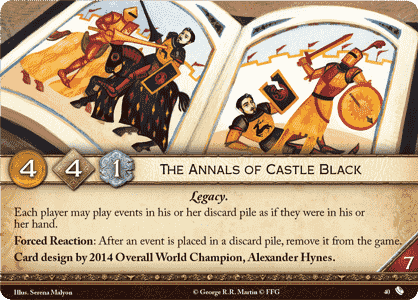 4 4 1 THE ANNALS OF CASTLE BLACK
Legacy.
Each player may play events in his or her discard pile as if they were in his or
her hand.
Forced Reaction: After an event is placed in a discard pile, remove it from the game.
Card design by 2014 Overall World Champion, Alexander Hynes.
7
Illus. Serena Malyon © George R.R. Martin © FFG 40